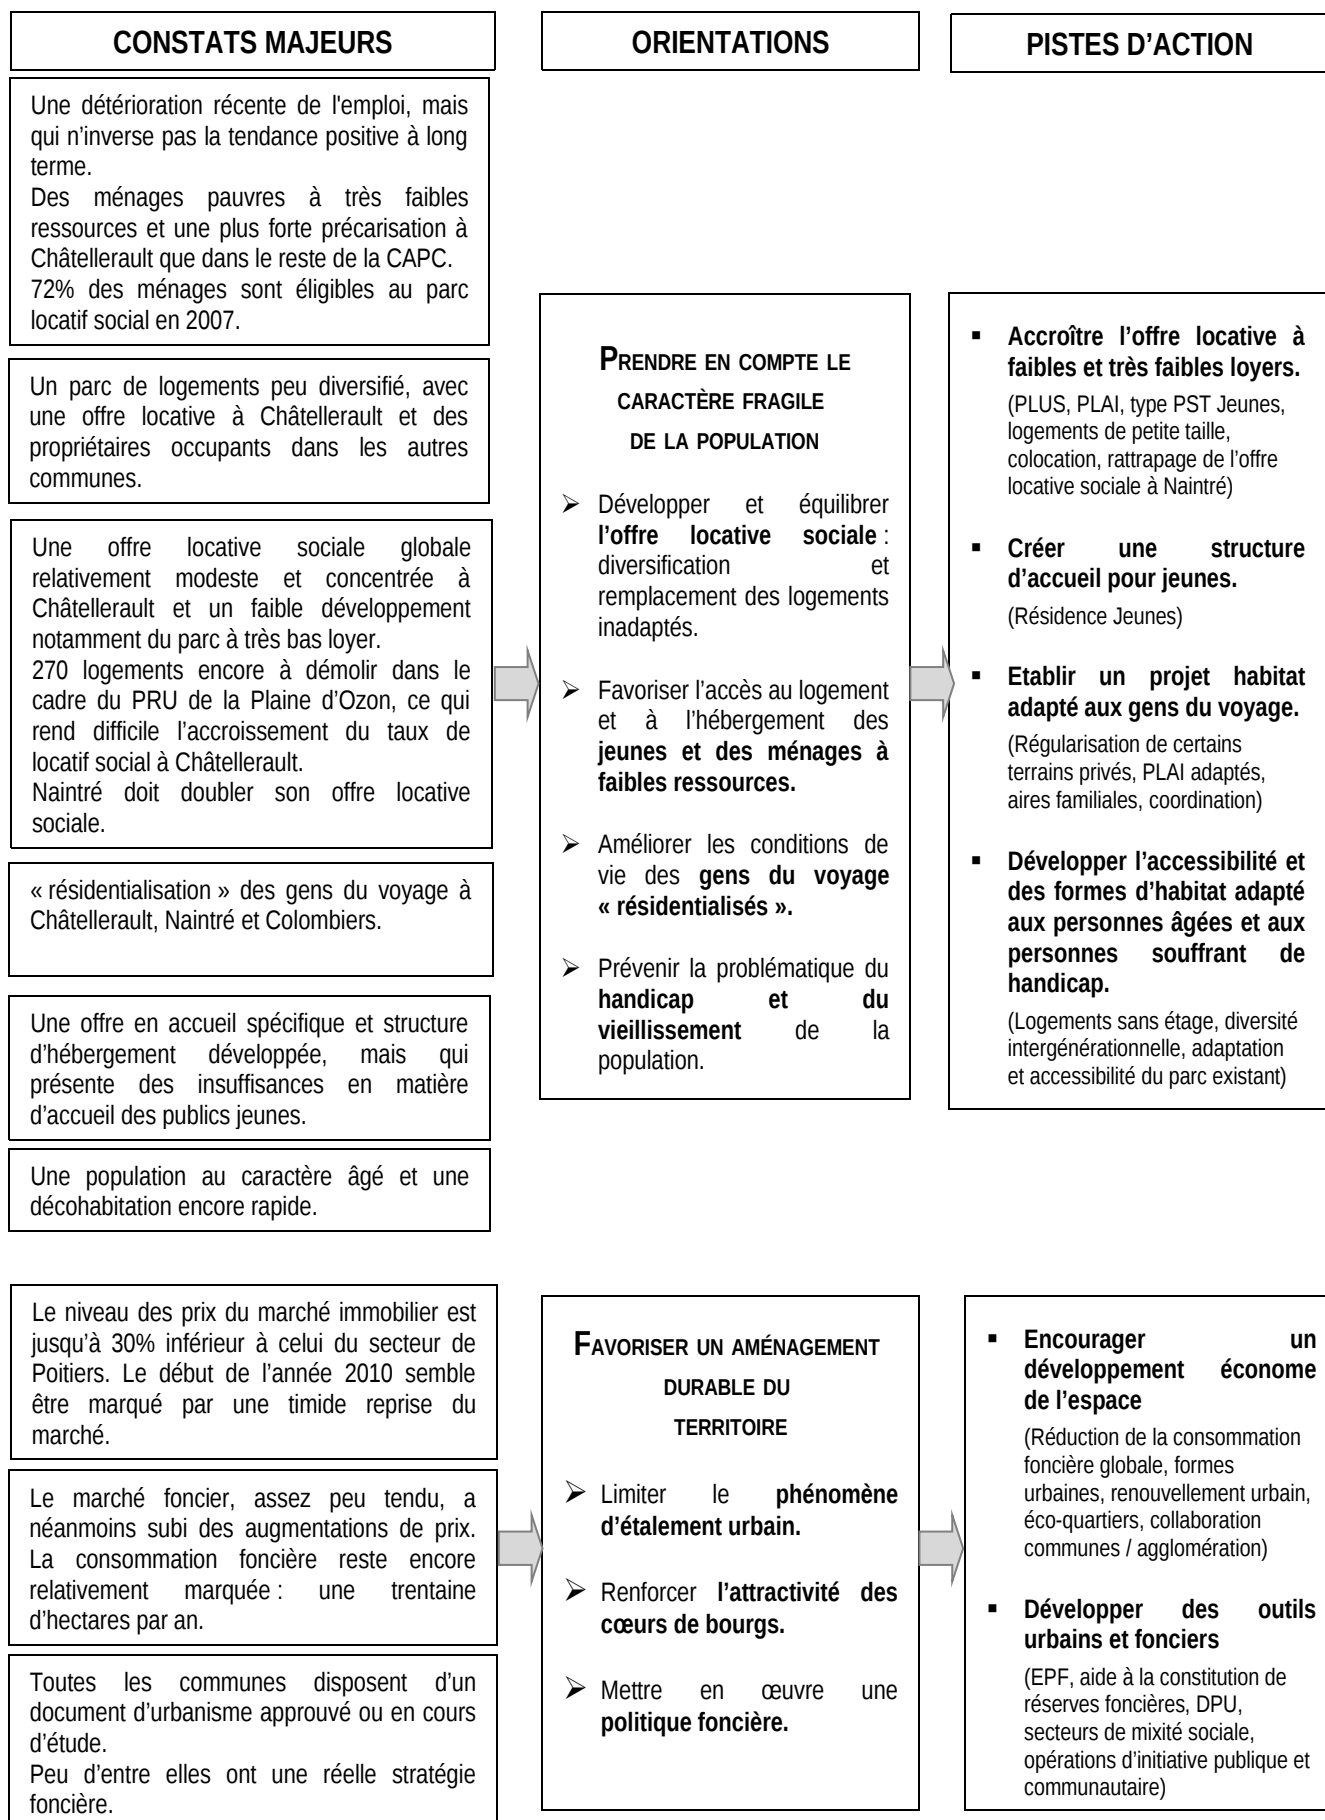 CONSTATS MAJEURS
ORIENTATIONS
PISTES D’ACTION
Une détérioration récente de l'emploi, mais
qui n’inverse pas la tendance positive à long
terme.
Des ménages pauvres à très faibles
ressources et une plus forte précarisation à
Châtellerault que dans le reste de la CAPC.
72% des ménages sont éligibles au parc
locatif social en 2007.
Un parc de logements peu diversifié, avec
une offre locative à Châtellerault et des
propriétaires occupants dans les autres
communes.
Une offre locative sociale globale
relativement modeste et concentrée à
Châtellerault et un faible développement
notamment du parc à très bas loyer.
270 logements encore à démolir dans le
cadre du PRU de la Plaine d’Ozon, ce qui
rend difficile l’accroissement du taux de
locatif social à Châtellerault.
Naintré doit doubler son offre locative
sociale.
« résidentialisation » des gens du voyage à
Châtellerault, Naintré et Colombiers.
Une offre en accueil spécifique et structure
d’hébergement développée, mais qui
présente des insuffisances en matière
d’accueil des publics jeunes.
Une population au caractère âgé et une
décohabitation encore rapide.
PRENDRE EN COMPTE LE
CARACTÈRE FRAGILE
DE LA POPULATION
➢ Développer et équilibrer
l’offre locative sociale :
diversification et
remplacement des logements
inadaptés.
➢ Favoriser l’accès au logement
et à l’hébergement des
jeunes et des ménages à
faibles ressources.
➢ Améliorer les conditions de
vie des gens du voyage
« résidentialisés ».
➢ Prévenir la problématique du
handicap et du
vieillissement de la
population.
▪ Accroître l’offre locative à
faibles et très faibles loyers.
(PLUS, PLAI, type PST Jeunes,
logements de petite taille,
colocation, rattrapage de l’offre
locative sociale à Naintré)
▪ Créer une structure
d’accueil pour jeunes.
(Résidence Jeunes)
▪ Etablir un projet habitat
adapté aux gens du voyage.
(Régularisation de certains
terrains privés, PLAI adaptés,
aires familiales, coordination)
▪ Développer l’accessibilité et
des formes d’habitat adapté
aux personnes âgées et aux
personnes souffrant de
handicap.
(Logements sans étage, diversité
intergénérationnelle, adaptation
et accessibilité du parc existant)
Le niveau des prix du marché immobilier est
jusqu’à 30% inférieur à celui du secteur de
Poitiers. Le début de l’année 2010 semble
être marqué par une timide reprise du
marché.
Le marché foncier, assez peu tendu, a
néanmoins subi des augmentations de prix.
La consommation foncière reste encore
relativement marquée : une trentaine
d’hectares par an.
Toutes les communes disposent d’un
document d’urbanisme approuvé ou en cours
d’étude.
Peu d’entre elles ont une réelle stratégie
foncière.
FAVORISER UN AMÉNAGEMENT
DURABLE DU
TERRITOIRE
➢ Limiter le phénomène
d’étalement urbain.
➢ Renforcer l’attractivité des
cœurs de bourgs.
➢ Mettre en œuvre une
politique foncière.
▪ Encourager un
développement économe
de l’espace
(Réduction de la consommation
foncière globale, formes
urbaines, renouvellement urbain,
éco-quartiers, collaboration
communes / agglomération)
▪ Développer des outils
urbains et fonciers
(EPF, aide à la constitution de
réserves foncières, DPU,
secteurs de mixité sociale,
opérations d’initiative publique et
communautaire)